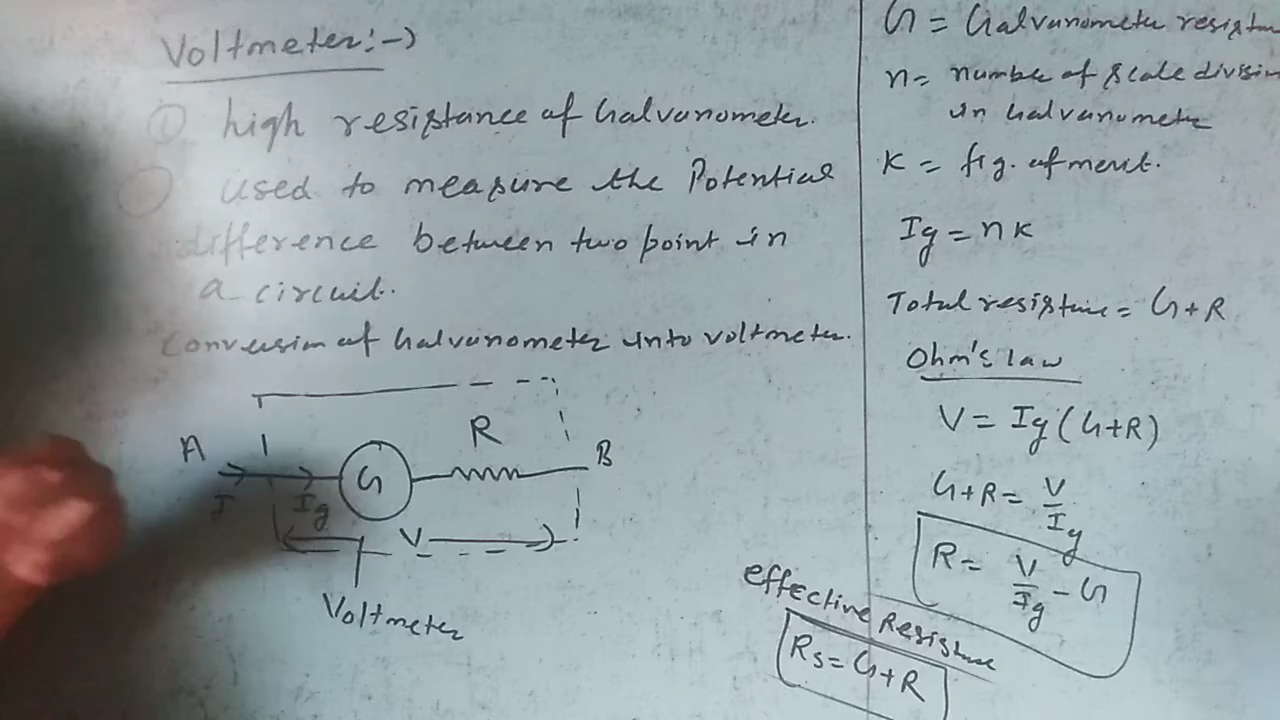 Voltmeter:-)
① high resistance of Galvanometer.
used to measure the Potential
difference between two point in
a circuit.
Conversion of Galvanometer into voltmeter.
A I Ig G R B
V
Voltmeter
G = Galvanometer
n = number of scale division
in Galvanometer
K = fig. of merit.
Ig = nK
Total resistance = G+R
Ohm's law
V = Ig(G+R)
G+R = V/Ig
R = V/Ig - G
effective Resistance
Rs = G+R